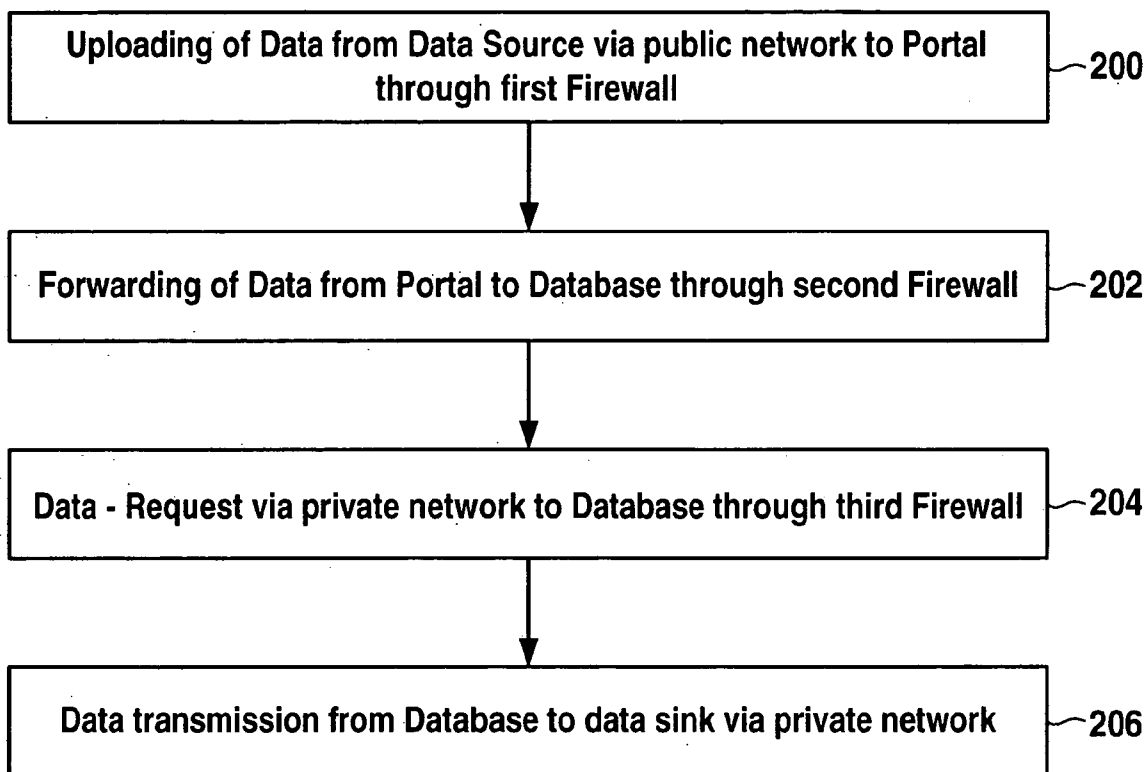 Uploading of Data from Data Source via public network to Portal
through first Firewall
200
Forwarding of Data from Portal to Database through second Firewall
202
Data - Request via private network to Database through third Firewall
204
Data transmission from Database to data sink via private network
206